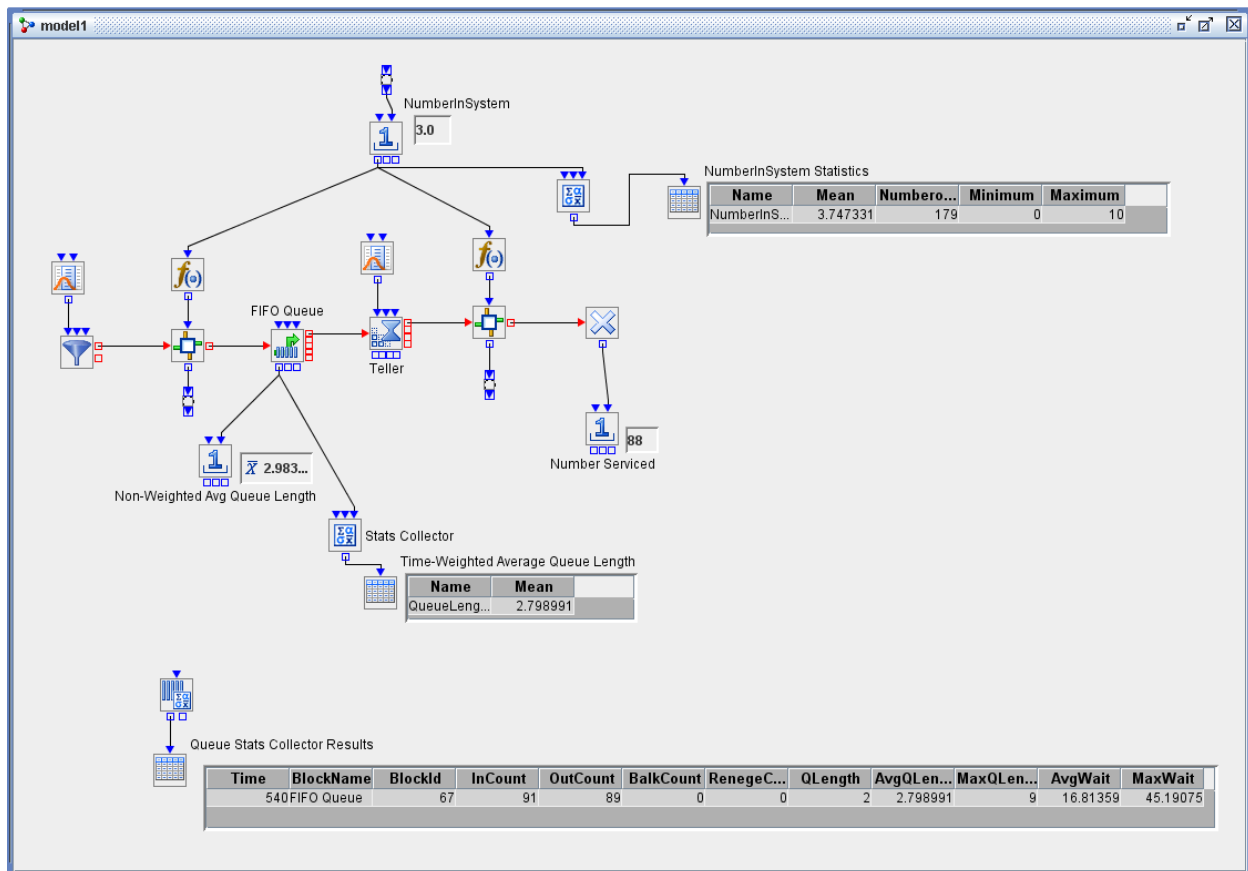 model1
NumberInSystem
3.0
NumberInSystem Statistics
Name Mean Numbero... Minimum Maximum
NumberInS... 3.747331 179 0 10
FIFO Queue
Teller
88
Number Serviced
X 2.983...
Non-Weighted Avg Queue Length
Stats Collector
Time-Weighted Average Queue Length
Name Mean
QueueLeng... 2.798991
Queue Stats Collector Results
Time BlockName BlockId InCount OutCount BalkCount RenegeC... QLength AvgQLen... MaxQLen... AvgWait MaxWait
540 FIFO Queue 67 91 89 0 0 2 2.798991 9 16.81359 45.19075